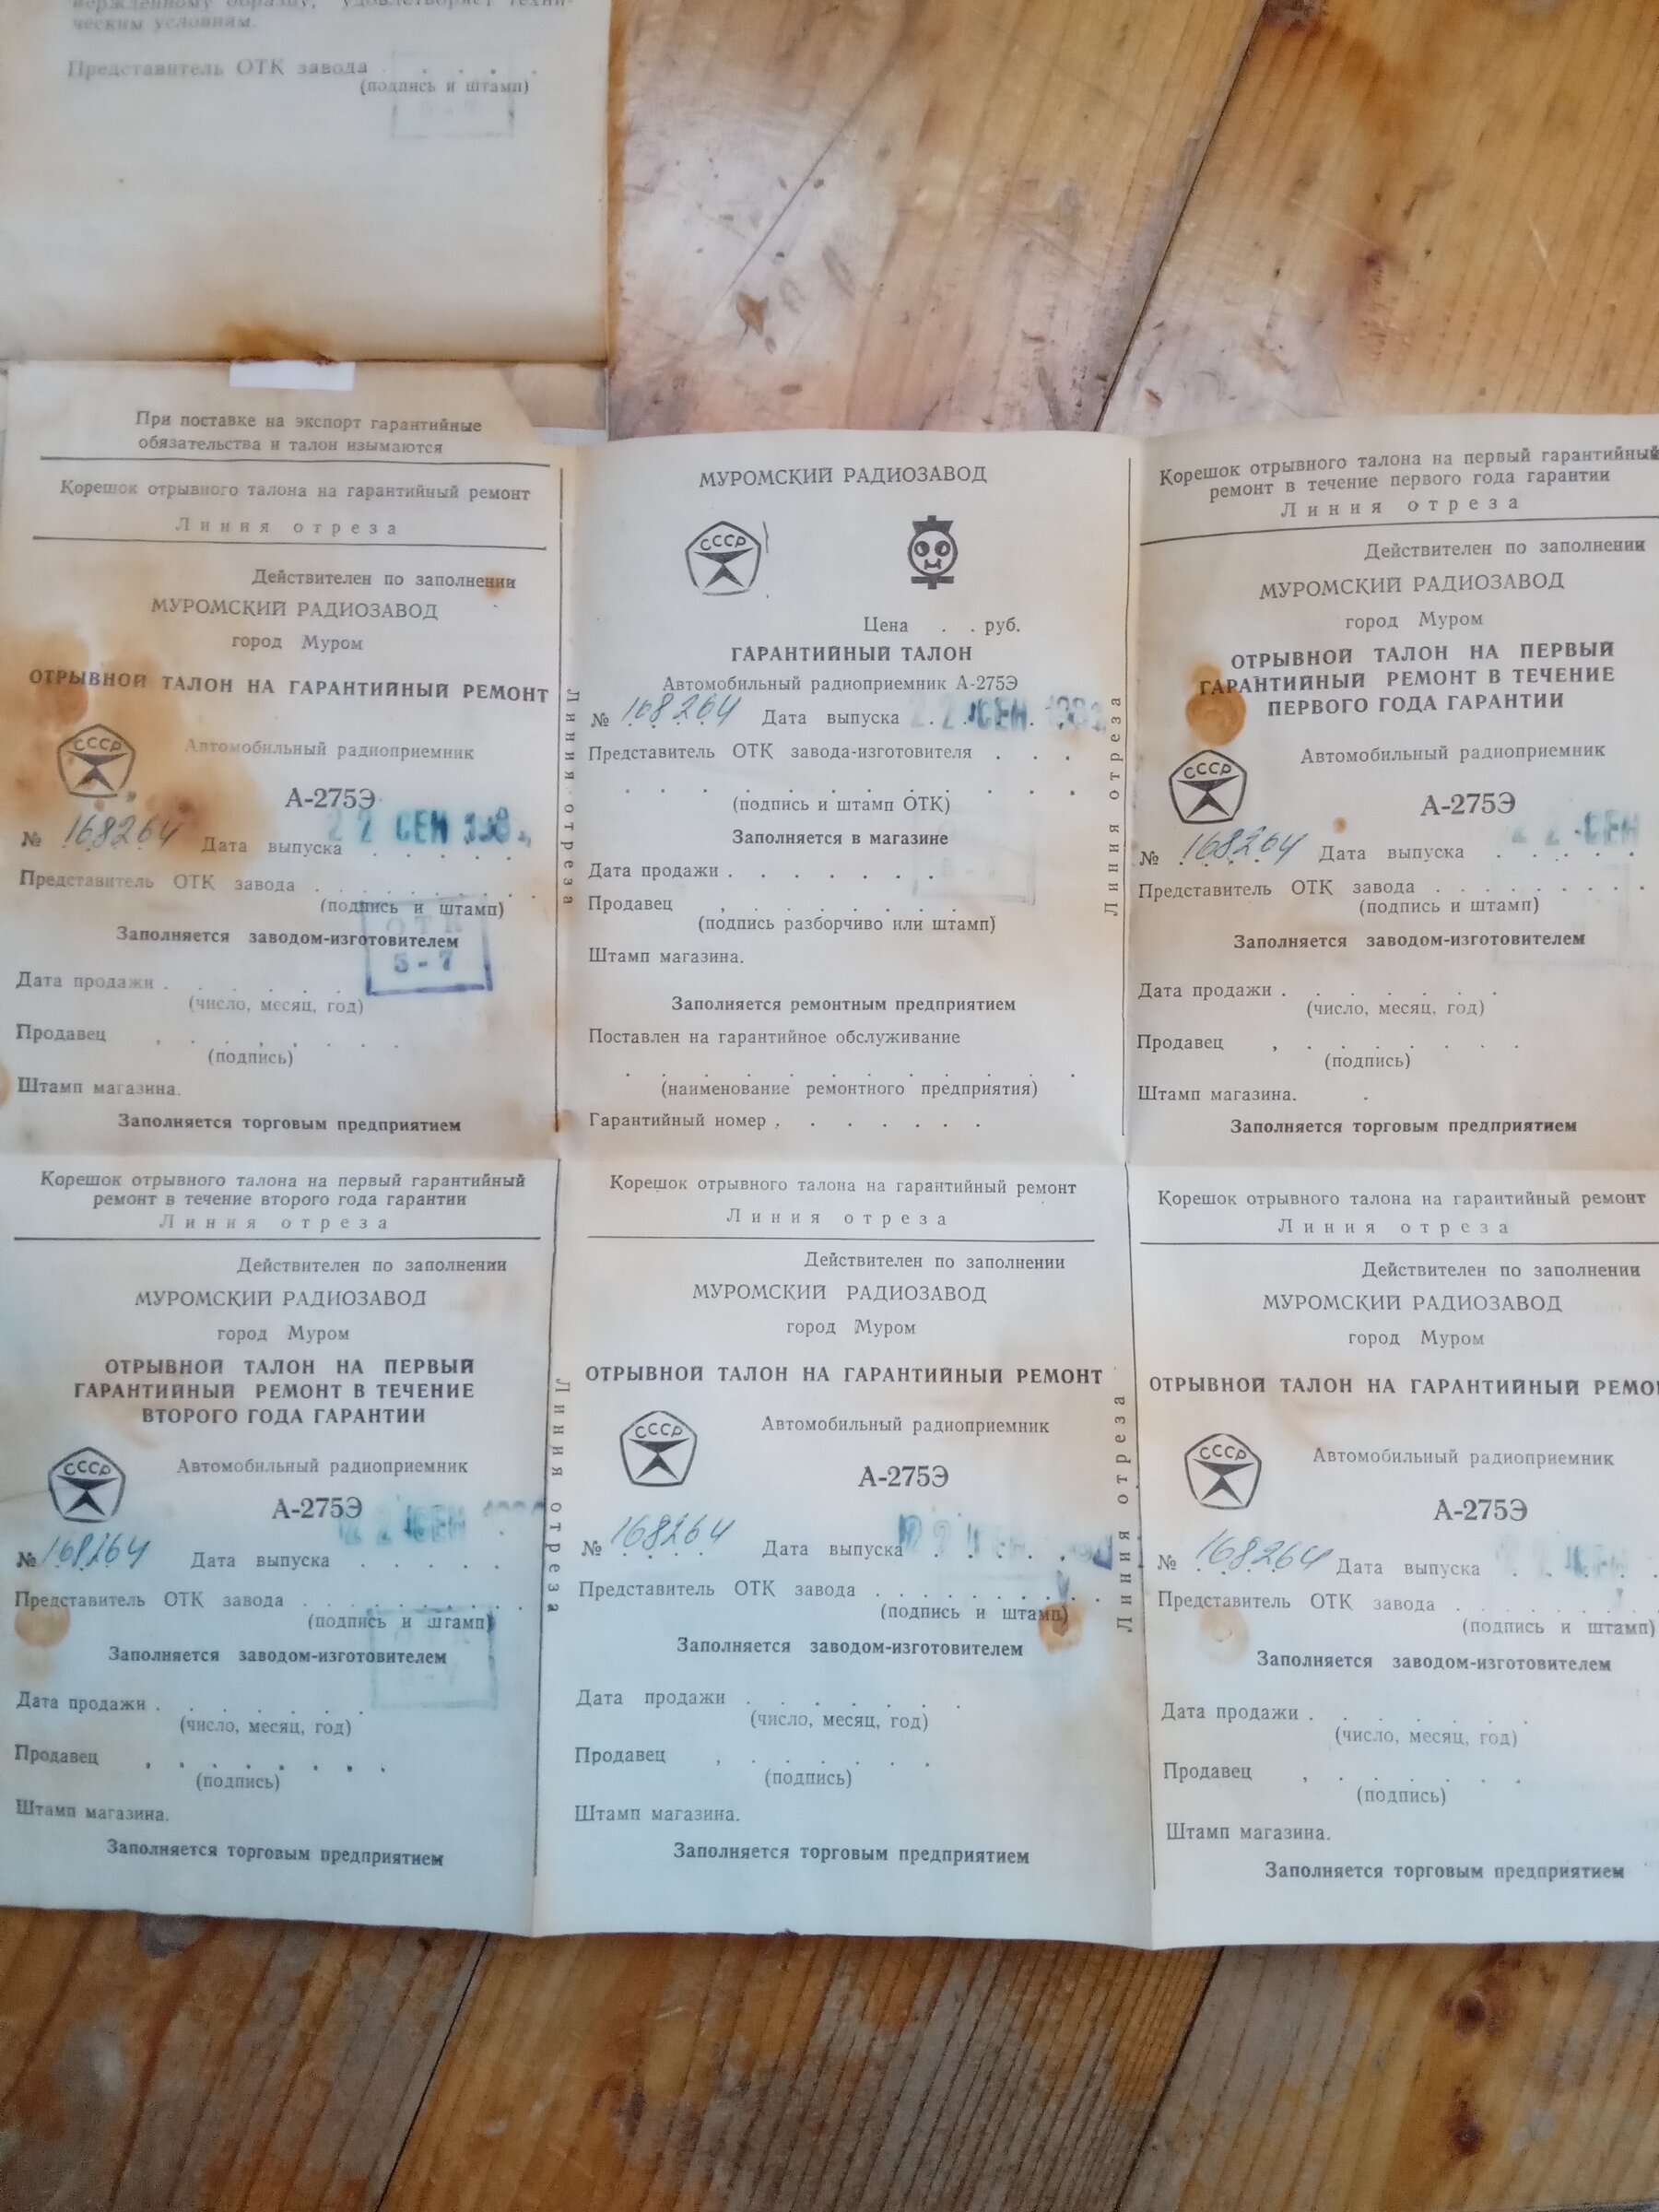 вержденному образцу, удовлетворяет техни-
ческим условиям.
Представитель ОТК завода . . . .
(подпись и штамп)
При поставке на экспорт гарантийные
обязательства и талон изымаются
Корешок отрывного талона на гарантийный ремонт
Линия отреза
Действителен по заполнении
МУРОМСКИЙ РАДИОЗАВОД
город Муром
ОТРЫВНОЙ ТАЛОН НА ГАРАНТИЙНЫЙ РЕМОНТ
СССР
Автомобильный радиоприемник
А-275Э
№ 168264 Дата выпуска 22 СЕН
Представитель ОТК завода
(подпись и штамп)
ОТК
5-7
Заполняется заводом-изготовителем
Дата продажи
(число, месяц, год)
Продавец
(подпись)
Штамп магазина.
Заполняется торговым предприятием
Линия отреза
МУРОМСКИЙ РАДИОЗАВОД
СССР
Цена . . руб.
ГАРАНТИЙНЫЙ ТАЛОН
Автомобильный радиоприемник А-275Э
№ 168264 Дата выпуска 22 СЕН
Представитель ОТК завода-изготовителя
(подпись и штамп ОТК)
Заполняется в магазине
Дата продажи
Продавец
(подпись разборчиво или штамп)
Штамп магазина.
Заполняется ремонтным предприятием
Поставлен на гарантийное обслуживание
(наименование ремонтного предприятия)
Гарантийный номер
Линия отреза
Корешок отрывного талона на первый гарантийный
ремонт в течение первого года гарантии
Линия отреза
Действителен по заполнении
МУРОМСКИЙ РАДИОЗАВОД
город Муром
ОТРЫВНОЙ ТАЛОН НА ПЕРВЫЙ
ГАРАНТИЙНЫЙ РЕМОНТ В ТЕЧЕНИЕ
ПЕРВОГО ГОДА ГАРАНТИИ
СССР
Автомобильный радиоприемник
А-275Э
№ 168264 Дата выпуска 22 СЕН
Представитель ОТК завода
(подпись и штамп)
Заполняется заводом-изготовителем
Дата продажи
(число, месяц, год)
Продавец
(подпись)
Штамп магазина.
Заполняется торговым предприятием
Корешок отрывного талона на первый гарантийный
ремонт в течение второго года гарантии
Линия отреза
Действителен по заполнении
МУРОМСКИЙ РАДИОЗАВОД
город Муром
ОТРЫВНОЙ ТАЛОН НА ПЕРВЫЙ
ГАРАНТИЙНЫЙ РЕМОНТ В ТЕЧЕНИЕ
ВТОРОГО ГОДА ГАРАНТИИ
СССР
Автомобильный радиоприемник
А-275Э
№ 168264 Дата выпуска 22 СЕН
Представитель ОТК завода
(подпись и штамп)
Заполняется заводом-изготовителем
Дата продажи
(число, месяц, год)
Продавец
(подпись)
Штамп магазина.
Заполняется торговым предприятием
Линия отреза
Корешок отрывного талона на гарантийный ремонт
Линия отреза
Действителен по заполнении
МУРОМСКИЙ РАДИОЗАВОД
город Муром
ОТРЫВНОЙ ТАЛОН НА ГАРАНТИЙНЫЙ РЕМОНТ
СССР
Автомобильный радиоприемник
А-275Э
№ 168264 Дата выпуска
Представитель ОТК завода
(подпись и штамп)
Заполняется заводом-изготовителем
Дата продажи
(число, месяц, год)
Продавец
(подпись)
Штамп магазина.
Заполняется торговым предприятием
Линия отреза
Корешок отрывного талона на гарантийный ремонт
Линия отреза
Действителен по заполнении
МУРОМСКИЙ РАДИОЗАВОД
город Муром
ОТРЫВНОЙ ТАЛОН НА ГАРАНТИЙНЫЙ РЕМО
СССР
Автомобильный радиоприемник
А-275Э
№ 168264 Дата выпуска
Представитель ОТК завода
(подпись и штамп)
Заполняется заводом-изготовителем
Дата продажи
(число, месяц, год)
Продавец
(подпись)
Штамп магазина.
Заполняется торговым предприятием